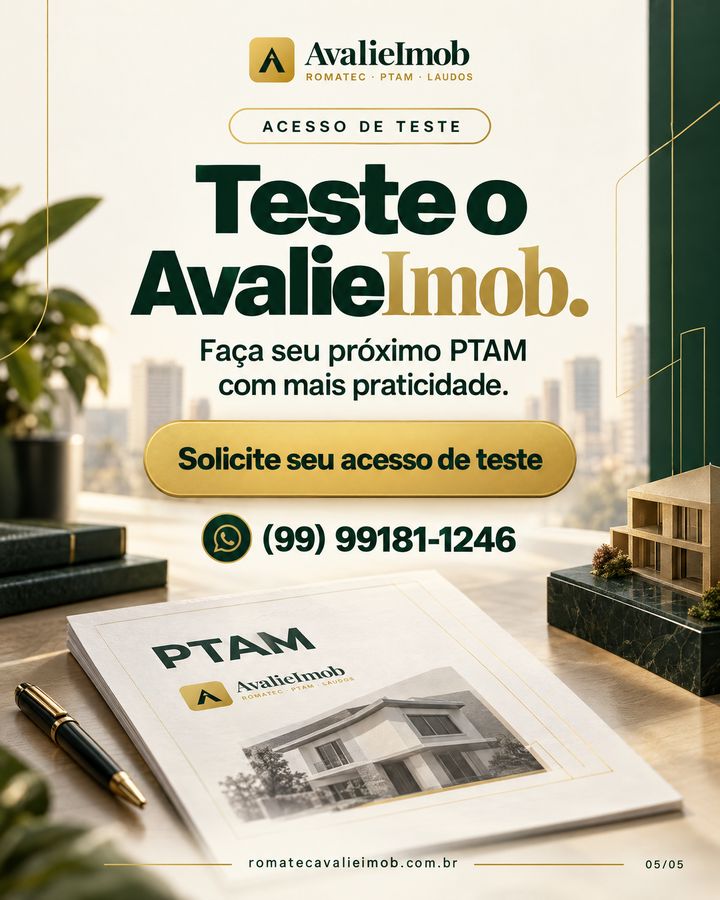 AvalieImob
ROMATEC · PTAM · LAUDOS
ACESSO DE TESTE
Teste o
AvalieImob.
Faça seu próximo PTAM
com mais praticidade.
Solicite seu acesso de teste
(99) 99181-1246
PTAM
AvalieImob
ROMATEC · PTAM · LAUDOS
romatecavalieimob.com.br
05/05